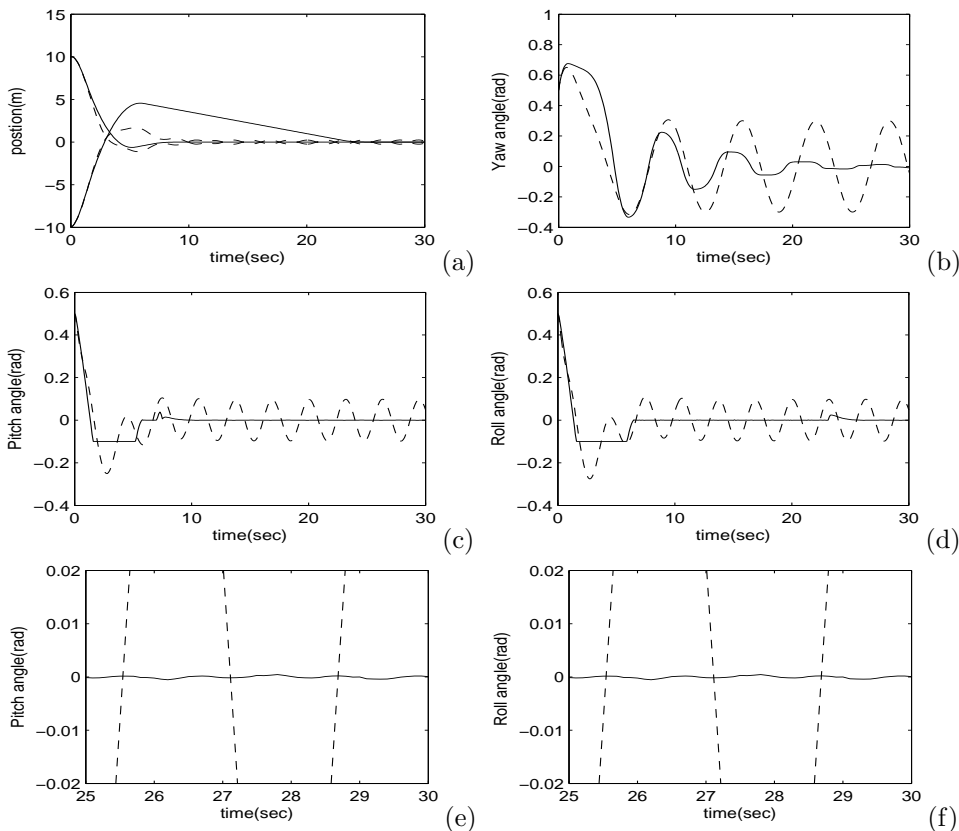 15
10
5
0
−5
−10
postion(m)
0 10 20 30
time(sec)
(a)
1
0.8
0.6
0.4
0.2
0
−0.2
−0.4
Yaw angle(rad)
0 10 20 30
time(sec)
(b)
0.6
0.4
0.2
0
−0.2
−0.4
Pitch angle(rad)
0 10 20 30
time(sec)
(c)
0.6
0.4
0.2
0
−0.2
−0.4
Roll angle(rad)
0 10 20 30
time(sec)
(d)
0.02
0.01
0
−0.01
−0.02
Pitch angle(rad)
25 26 27 28 29 30
time(sec)
(e)
0.02
0.01
0
−0.01
−0.02
Roll angle(rad)
25 26 27 28 29 30
time(sec)
(f)